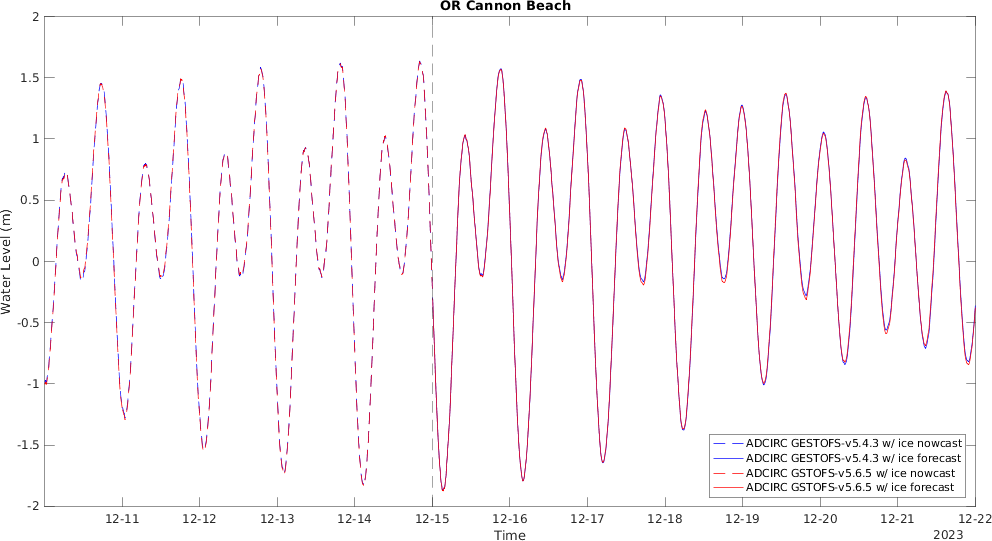 OR Cannon Beach
2
1.5
1
0.5
0
-0.5
-1
-1.5
-2
Water Level (m)
12-11 12-12 12-13 12-14 12-15 12-16 12-17 12-18 12-19 12-20 12-21 12-22
Time
2023
ADCIRC GESTOFS-v5.4.3 w/ ice nowcast
ADCIRC GESTOFS-v5.4.3 w/ ice forecast
ADCIRC GSTOFS-v5.6.5 w/ ice nowcast
ADCIRC GSTOFS-v5.6.5 w/ ice forecast